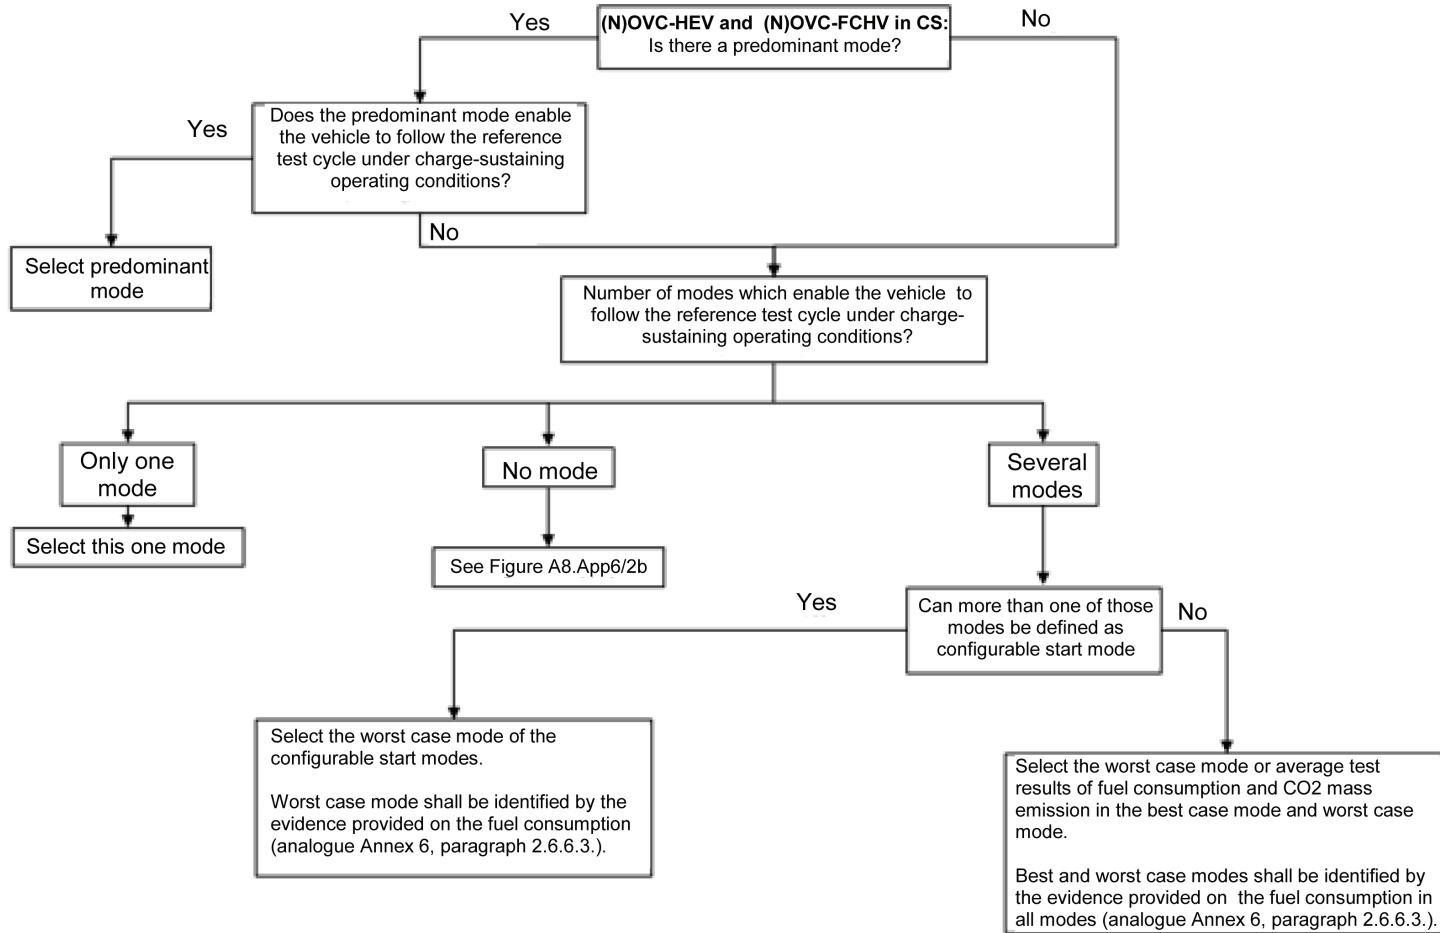 Yes
(N)OVC-HEV and (N)OVC-FCHV in CS:
Is there a predominant mode?
No
Does the predominant mode enable
the vehicle to follow the reference
test cycle under charge-sustaining
operating conditions?
Yes
No
Select predominant
mode
Number of modes which enable the vehicle to
follow the reference test cycle under charge-
sustaining operating conditions?
Only one
mode
No mode
Several
modes
Select this one mode
See Figure A8.App6/2b
Yes
Can more than one of those
modes be defined as
configurable start mode
No
Select the worst case mode of the
configurable start modes.
Worst case mode shall be identified by the
evidence provided on the fuel consumption
(analogue Annex 6, paragraph 2.6.6.3.).
Select the worst case mode or average test
results of fuel consumption and CO2 mass
emission in the best case mode and worst case
mode.
Best and worst case modes shall be identified by
the evidence provided on the fuel consumption in
all modes (analogue Annex 6, paragraph 2.6.6.3.).